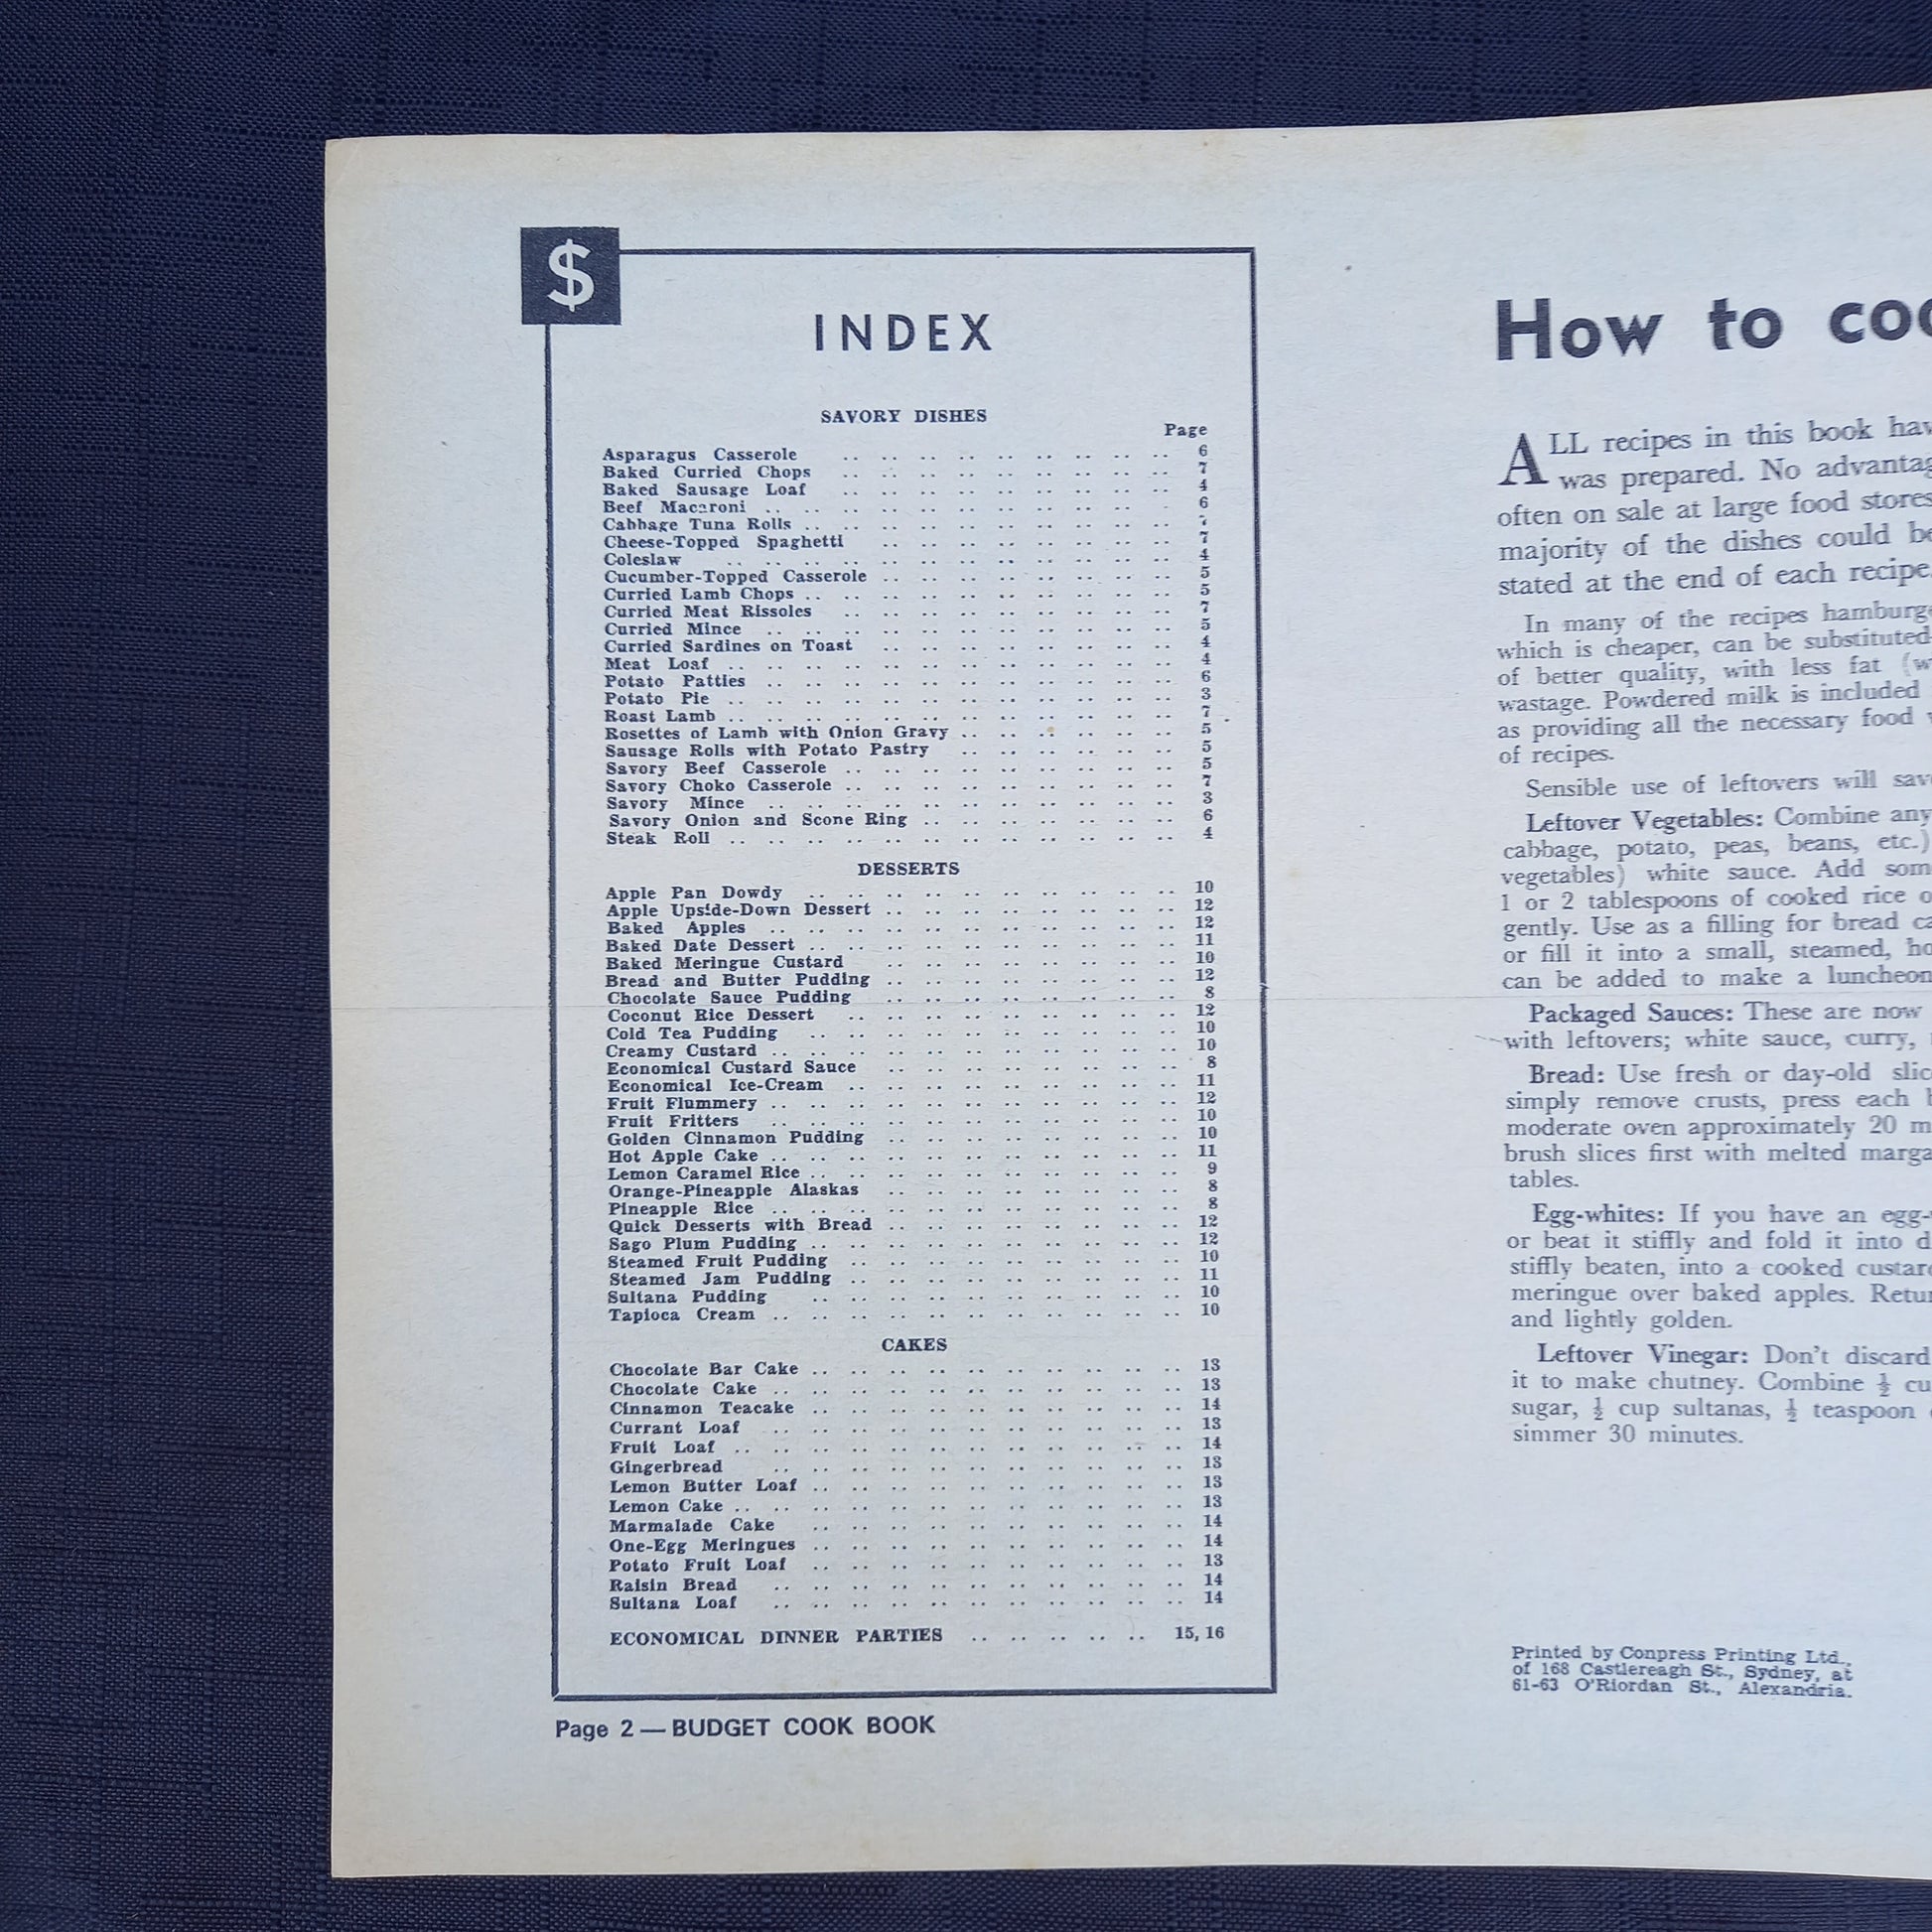 $
INDEX
SAVORY DISHES
Page
Asparagus Casserole .. .. .. .. .. .. .. .. .. 6
Baked Curried Chops .. .. .. .. .. .. .. .. .. 7
Baked Sausage Loaf .. .. .. .. .. .. .. .. .. 4
Beef Macaroni .. .. .. .. .. .. .. .. .. .. .. 6
Cabbage Tuna Rolls .. .. .. .. .. .. .. .. .. ..
Cheese-Topped Spaghetti .. .. .. .. .. .. .. .. 7
Coleslaw .. .. .. .. .. .. .. .. .. .. .. .. 4
Cucumber-Topped Casserole .. .. .. .. .. .. .. .. 5
Curried Lamb Chops .. .. .. .. .. .. .. .. .. .. 5
Curried Meat Rissoles .. .. .. .. .. .. .. .. .. 7
Curried Mince .. .. .. .. .. .. .. .. .. .. .. 5
Curried Sardines on Toast .. .. .. .. .. .. .. .. 4
Meat Loaf .. .. .. .. .. .. .. .. .. .. .. .. 4
Potato Patties .. .. .. .. .. .. .. .. .. .. .. 6
Potato Pie .. .. .. .. .. .. .. .. .. .. .. .. 3
Roast Lamb .. .. .. .. .. .. .. .. .. .. .. .. 7
Rosettes of Lamb with Onion Gravy .. .. .. .. .. .. 5
Sausage Rolls with Potato Pastry .. .. .. .. .. .. 5
Savory Beef Casserole .. .. .. .. .. .. .. .. .. 5
Savory Choko Casserole .. .. .. .. .. .. .. .. .. 7
Savory Mince .. .. .. .. .. .. .. .. .. .. .. 3
Savory Onion and Scone Ring .. .. .. .. .. .. .. 6
Steak Roll .. .. .. .. .. .. .. .. .. .. .. .. 4
DESSERTS
Apple Pan Dowdy .. .. .. .. .. .. .. .. .. .. 10
Apple Upside-Down Dessert .. .. .. .. .. .. .. .. 12
Baked Apples .. .. .. .. .. .. .. .. .. .. .. 12
Baked Date Dessert .. .. .. .. .. .. .. .. .. .. 11
Baked Meringue Custard .. .. .. .. .. .. .. .. 10
Bread and Butter Pudding .. .. .. .. .. .. .. .. 12
Chocolate Sauce Pudding .. .. .. .. .. .. .. .. 8
Coconut Rice Dessert .. .. .. .. .. .. .. .. .. 12
Cold Tea Pudding .. .. .. .. .. .. .. .. .. .. 10
Creamy Custard .. .. .. .. .. .. .. .. .. .. .. 10
Economical Custard Sauce .. .. .. .. .. .. .. .. 8
Economical Ice-Cream .. .. .. .. .. .. .. .. .. 11
Fruit Flummery .. .. .. .. .. .. .. .. .. .. .. 12
Fruit Fritters .. .. .. .. .. .. .. .. .. .. .. 10
Golden Cinnamon Pudding .. .. .. .. .. .. .. .. 10
Hot Apple Cake .. .. .. .. .. .. .. .. .. .. .. 11
Lemon Caramel Rice .. .. .. .. .. .. .. .. .. .. 9
Orange-Pineapple Alaskas .. .. .. .. .. .. .. .. 8
Pineapple Rice .. .. .. .. .. .. .. .. .. .. .. 8
Quick Desserts with Bread .. .. .. .. .. .. .. .. 12
Sago Plum Pudding .. .. .. .. .. .. .. .. .. .. 12
Steamed Fruit Pudding .. .. .. .. .. .. .. .. .. 10
Steamed Jam Pudding .. .. .. .. .. .. .. .. .. 11
Sultana Pudding .. .. .. .. .. .. .. .. .. .. 10
Tapioca Cream .. .. .. .. .. .. .. .. .. .. .. 10
CAKES
Chocolate Bar Cake .. .. .. .. .. .. .. .. .. .. 13
Chocolate Cake .. .. .. .. .. .. .. .. .. .. .. 13
Cinnamon Teacake .. .. .. .. .. .. .. .. .. .. 14
Currant Loaf .. .. .. .. .. .. .. .. .. .. .. 13
Fruit Loaf .. .. .. .. .. .. .. .. .. .. .. .. 14
Gingerbread .. .. .. .. .. .. .. .. .. .. .. 13
Lemon Butter Loaf .. .. .. .. .. .. .. .. .. .. 13
Lemon Cake .. .. .. .. .. .. .. .. .. .. .. .. 13
Marmalade Cake .. .. .. .. .. .. .. .. .. .. 14
One-Egg Meringues .. .. .. .. .. .. .. .. .. .. 14
Potato Fruit Loaf .. .. .. .. .. .. .. .. .. .. 13
Raisin Bread .. .. .. .. .. .. .. .. .. .. .. 14
Sultana Loaf .. .. .. .. .. .. .. .. .. .. .. 14
ECONOMICAL DINNER PARTIES .. .. .. .. .. 15, 16
Page 2 — BUDGET COOK BOOK
How to
ALL recipes in this book
was prepared. No
often on sale at large food stores
majority of the dishes could
stated at the end of each recipe
In many of the recipes
which is cheaper, can be substituted
of better quality, with less fat
wastage. Powdered milk is included
as providing all the necessary food
of recipes.
Sensible use of leftovers will
Leftover Vegetables: Combine any
cabbage, potato, peas, beans, etc.)
vegetables) white sauce. Add
1 or 2 tablespoons of cooked rice
gently. Use as a filling for bread
or fill it into a small, steamed,
can be added to make a luncheon
Packaged Sauces: These are now
with leftovers; white sauce, curry,
Bread: Use fresh or day-old
simply remove crusts, press each
moderate oven approximately 20
brush slices first with melted
tables.
Egg-whites: If you have an
or beat it stiffly and fold it into
stiffly beaten, into a cooked
meringue over baked apples.
and lightly golden.
Leftover Vinegar: Don't discard
it to make chutney. Combine ½
sugar, ½ cup sultanas, ½ teaspoon
simmer 30 minutes.
Printed by Conpress Printing Ltd.,
of 168 Castlereagh St., Sydney, at
61-63 O'Riordan St., Alexandria.